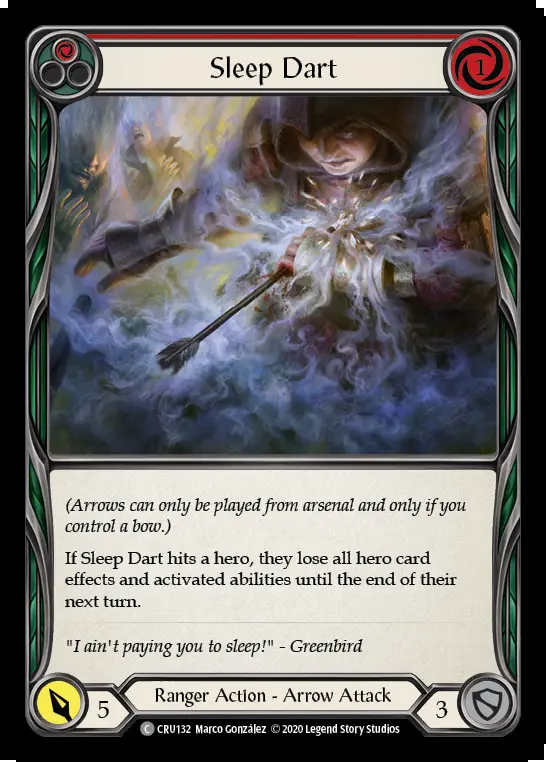 Sleep Dart
1
(Arrows can only be played from arsenal and only if you
control a bow.)
If Sleep Dart hits a hero, they lose all hero card
effects and activated abilities until the end of their
next turn.
"I ain't paying you to sleep!" - Greenbird
5
Ranger Action - Arrow Attack
3
C CRU132 Marco González © 2020 Legend Story Studios